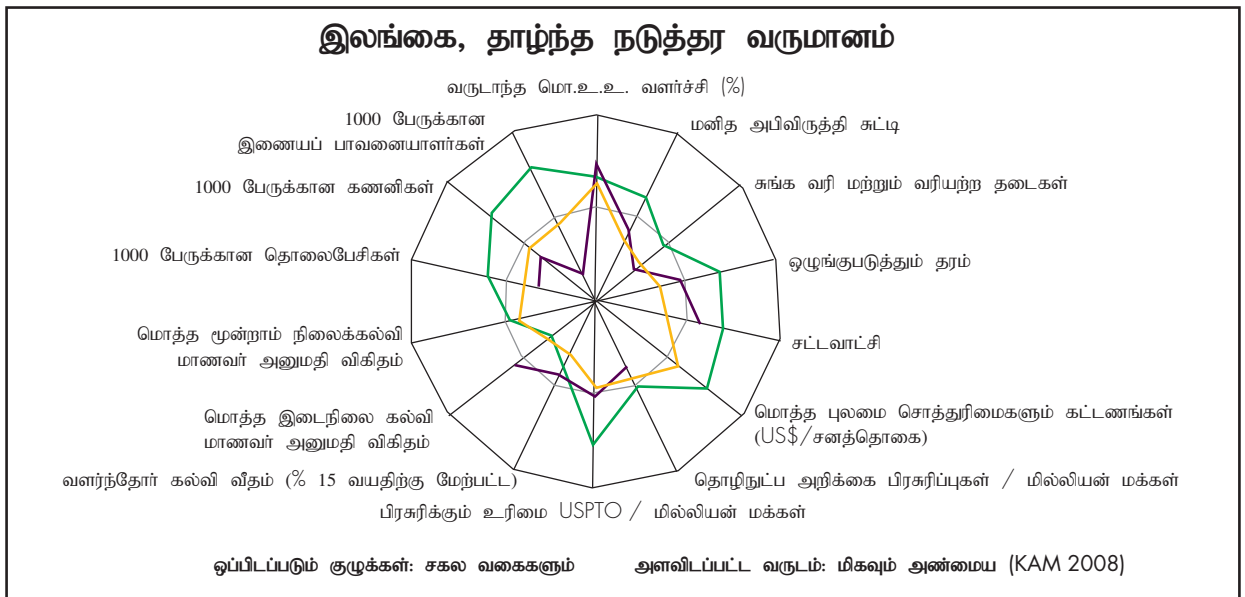 இலங்கை, தாழ்ந்த நடுத்தர வருமானம்
வருடாந்த மொ.உ.உ. வளர்ச்சி (%)
மனித அபிவிருத்தி சுட்டி
சுங்க வரி மற்றும் வரியற்ற தடைகள்
ஒழுங்குபடுத்தும் தரம்
சட்டவாட்சி
மொத்த புலமை சொத்துரிமைகளும் கட்டணங்கள்
(US$/சனத்தொகை)
தொழிநுட்ப அறிக்கை பிரசுரிப்புகள் / மில்லியன் மக்கள்
பிரசுரிக்கும் உரிமை USPTO / மில்லியன் மக்கள்
வளர்ந்தோர் கல்வி வீதம் (% 15 வயதிற்கு மேற்பட்ட)
மொத்த இடைநிலை கல்வி
மாணவர் அனுமதி விகிதம்
மொத்த மூன்றாம் நிலைக்கல்வி
மாணவர் அனுமதி விகிதம்
1000 பேருக்கான தொலைபேசிகள்
1000 பேருக்கான கணனிகள்
1000 பேருக்கான
இணையப் பாவனையாளர்கள்
ஒப்பிடப்படும் குழுக்கள்: சகல வகைகளும்
அளவிடப்பட்ட வருடம்: மிகவும் அண்மைய (KAM 2008)